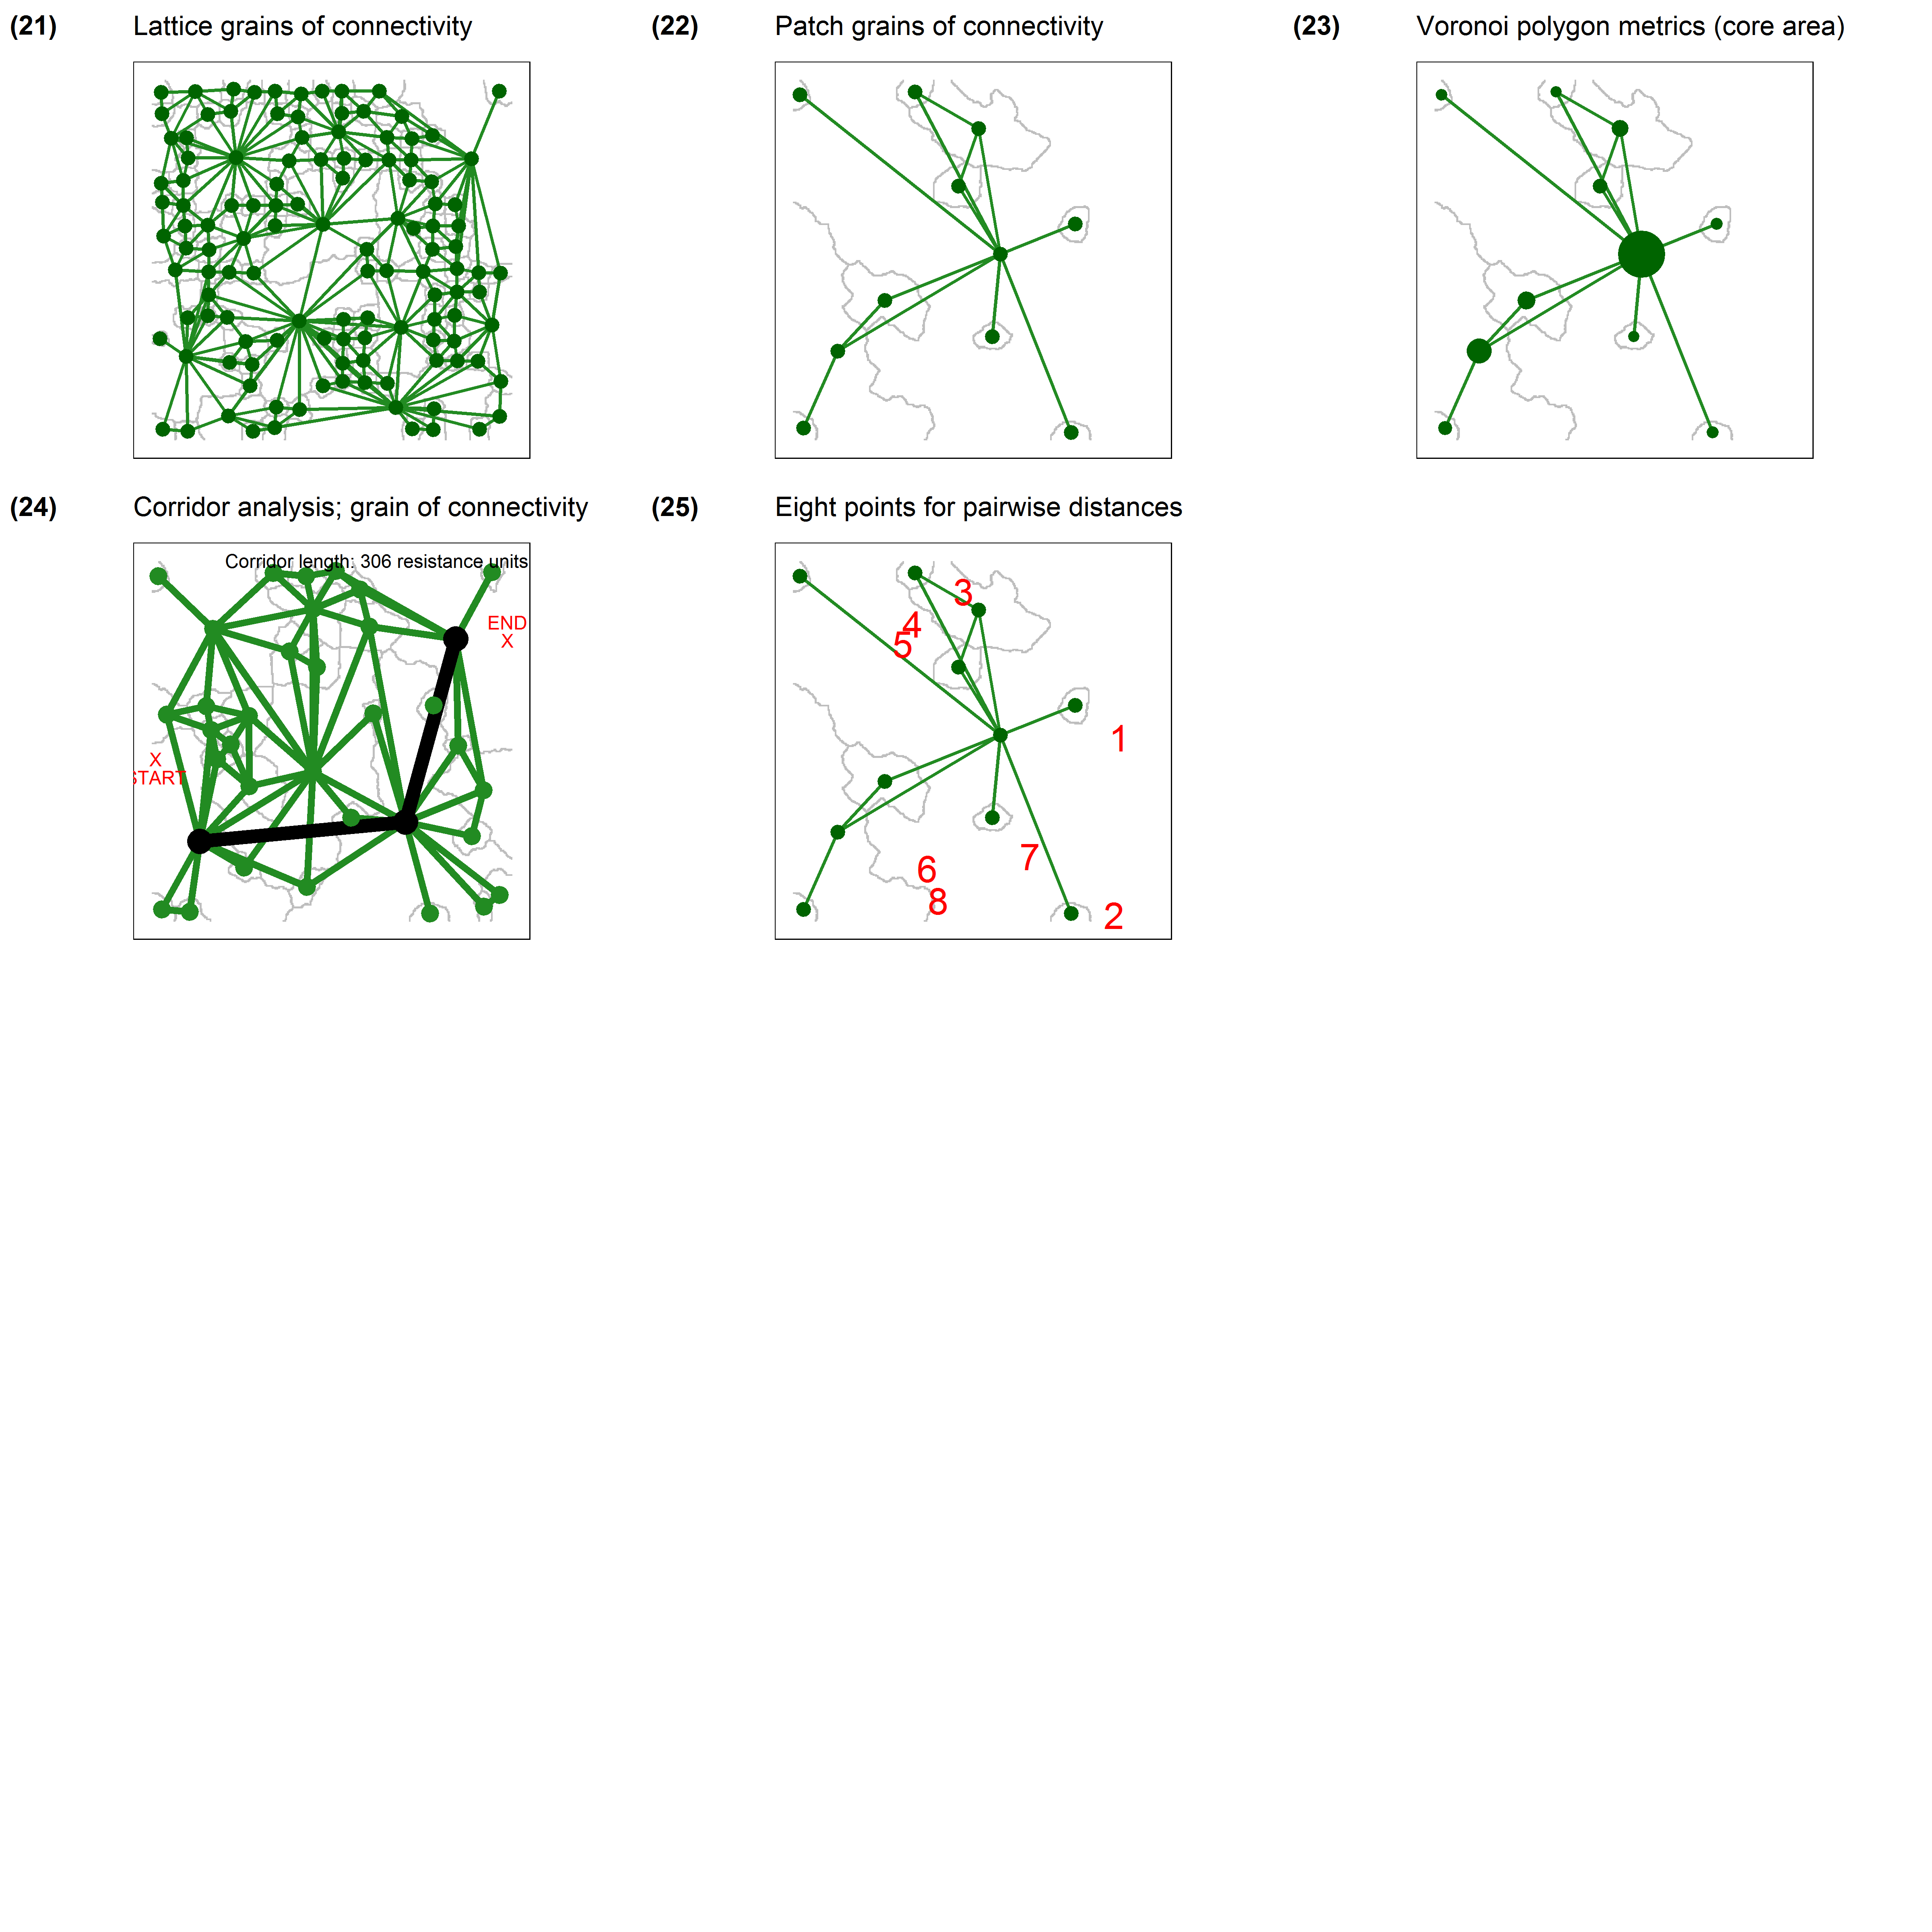 (21) Lattice grains of connectivity
(22) Patch grains of connectivity
(23) Voronoi polygon metrics (core area)
(24) Corridor analysis; grain of connectivity
Corridor length: 306 resistance units
END
X
X
START
(25) Eight points for pairwise distances
3
4
5
1
7
6
8
2